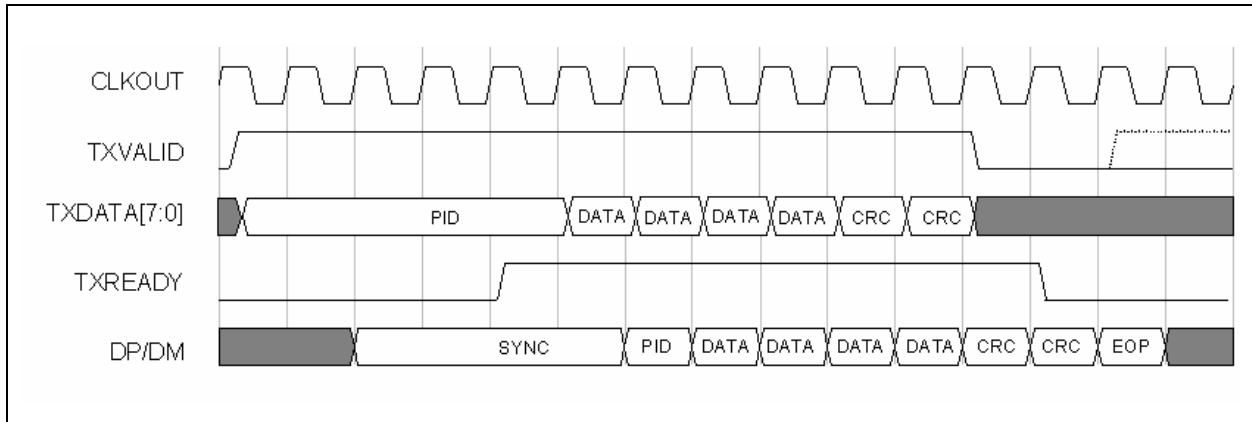 CLKOUT
TXVALID
TXDATA[7:0] PID DATA DATA DATA DATA CRC CRC
TXREADY
DP/DM SYNC PID DATA DATA DATA DATA CRC CRC EOP